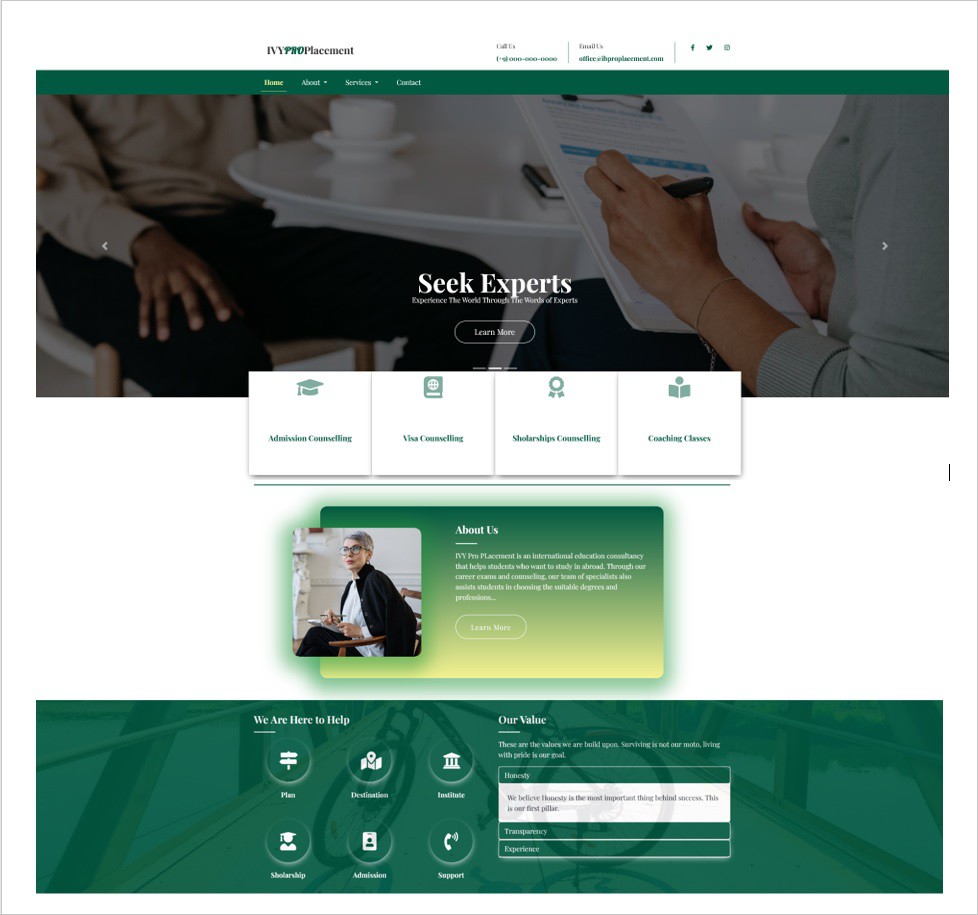 IVYPROPlacement
Call Us
(+9) 000-000-0000
Email Us
office@ibproplacement.com
Home About Services Contact
Seek Experts
Experience The World Through The Words of Experts
Learn More
Admission Counselling
Visa Counselling
Sholarships Counselling
Coaching Classes
About Us
IVY Pro PLacement is an international education consultancy
that helps students who want to study in abroad. Through our
career exams and counseling, our team of specialists also
assists students in choosing the suitable degrees and
professions...
Learn More
We Are Here to Help
Plan
Destination
Institute
Sholarship
Admission
Support
Our Value
These are the values we are build upon. Surviving is not our moto, living
with pride is our goal.
Honesty
We believe Honesty is the most important thing behind success. This
is our first pillar.
Transparency
Experience